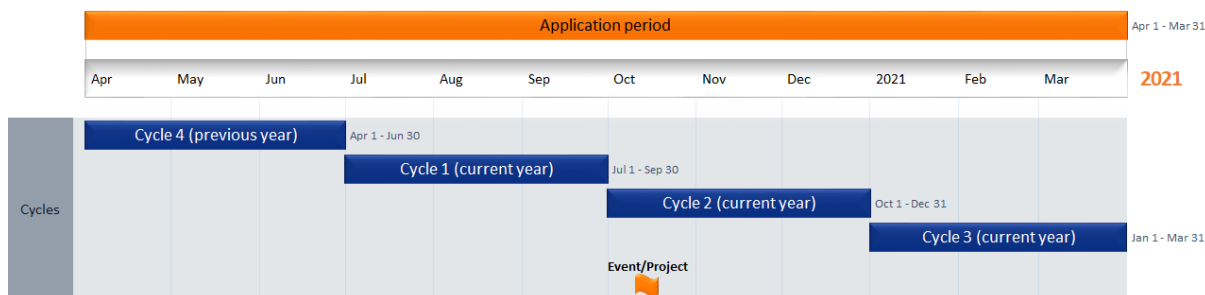 Application period
Apr 1 - Mar 31
Apr May Jun Jul Aug Sep Oct Nov Dec 2021 Feb Mar
2021
Cycle 4 (previous year)
Apr 1 - Jun 30
Cycle 1 (current year)
Jul 1 - Sep 30
Cycles
Cycle 2 (current year)
Oct 1 - Dec 31
Cycle 3 (current year)
Jan 1 - Mar 31
Event/Project